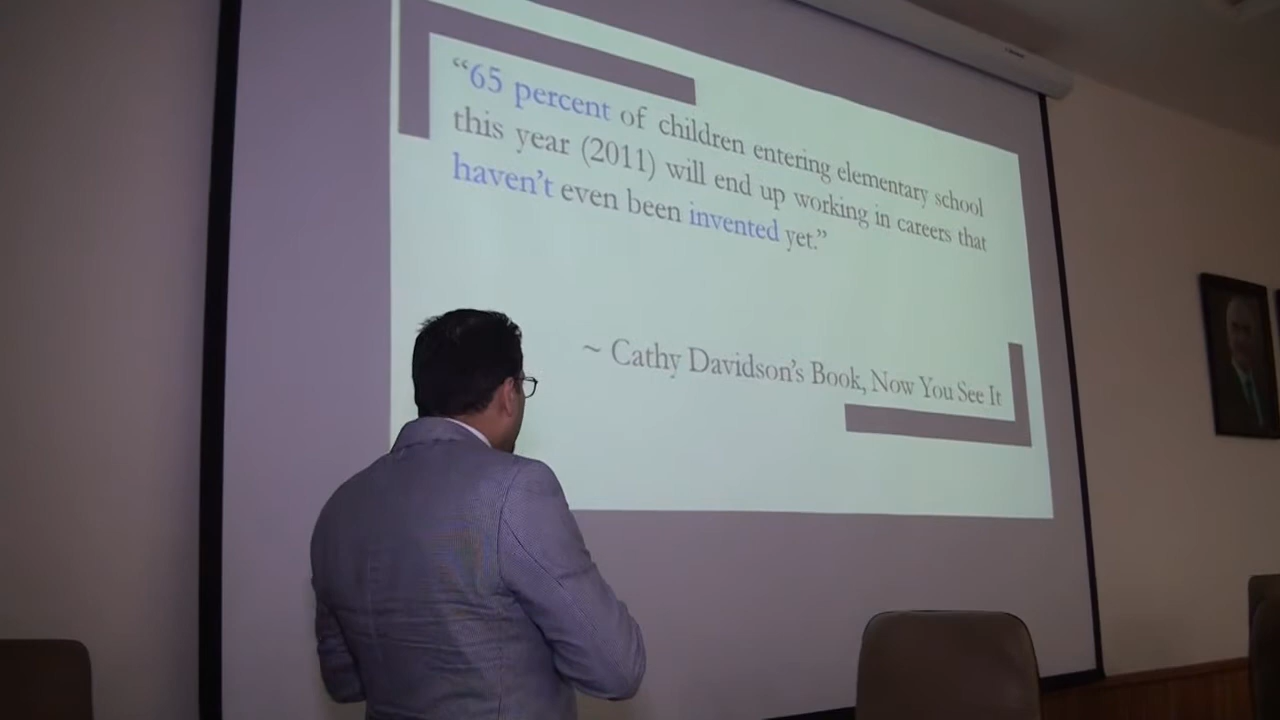 “65 percent of children entering elementary school
this year (2011) will end up working in careers that
haven’t even been invented yet.”
~ Cathy Davidson’s Book, Now You See It